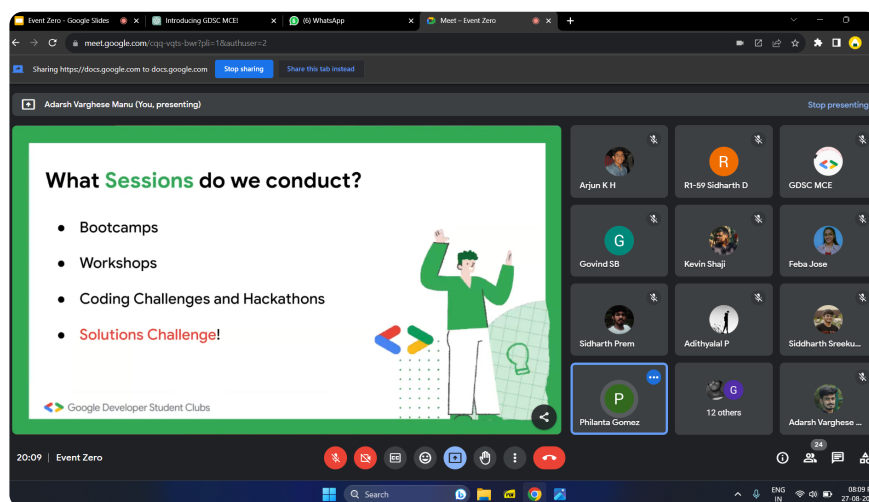 Event Zero - Google Slides
Introducing GDSC MCE!
(6) WhatsApp
Meet – Event Zero
meet.google.com/cqq-vqts-bwr?pli=1&authuser=2
Sharing https://docs.google.com to docs.google.com
Stop sharing
Share this tab instead
Adarsh Varghese Manu (You, presenting)
Stop presenting
What Sessions do we conduct?
● Bootcamps
● Workshops
● Coding Challenges and Hackathons
● Solutions Challenge!
Google Developer Student Clubs
Arjun K H
R
R1-59 Sidharth D
GDSC MCE
G
Govind SB
Kevin Shaji
Feba Jose
Sidharth Prem
Adithyalal P
Siddharth Sreeku...
P
Philanta Gomez
G
12 others
Adarsh Varghese ...
20:09 | Event Zero
CC
24
Search
ENG
IN
08:09
27-08-20